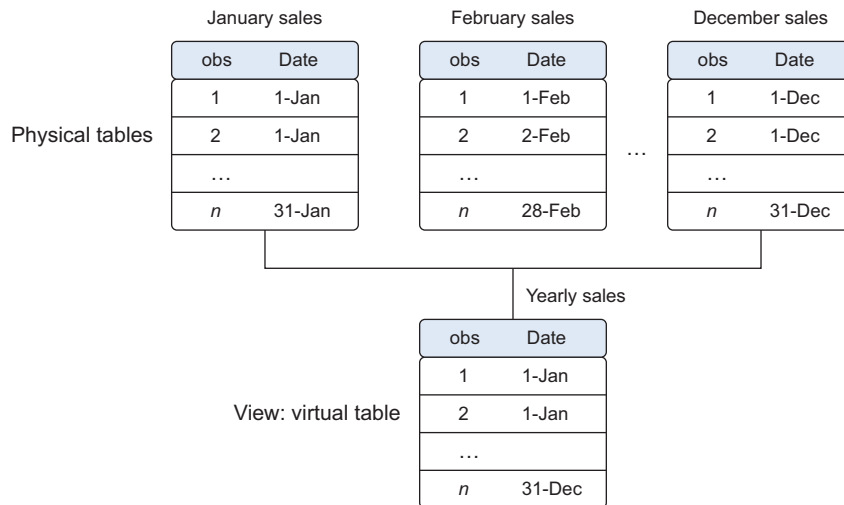 January sales
February sales
December sales
obs Date
obs Date
obs Date
1 1-Jan
1 1-Feb
1 1-Dec
Physical tables
2 1-Jan
2 2-Feb
2 1-Dec
…
…
…
…
n 31-Jan
n 28-Feb
n 31-Dec
Yearly sales
obs Date
1 1-Jan
View: virtual table
2 1-Jan
…
n 31-Dec